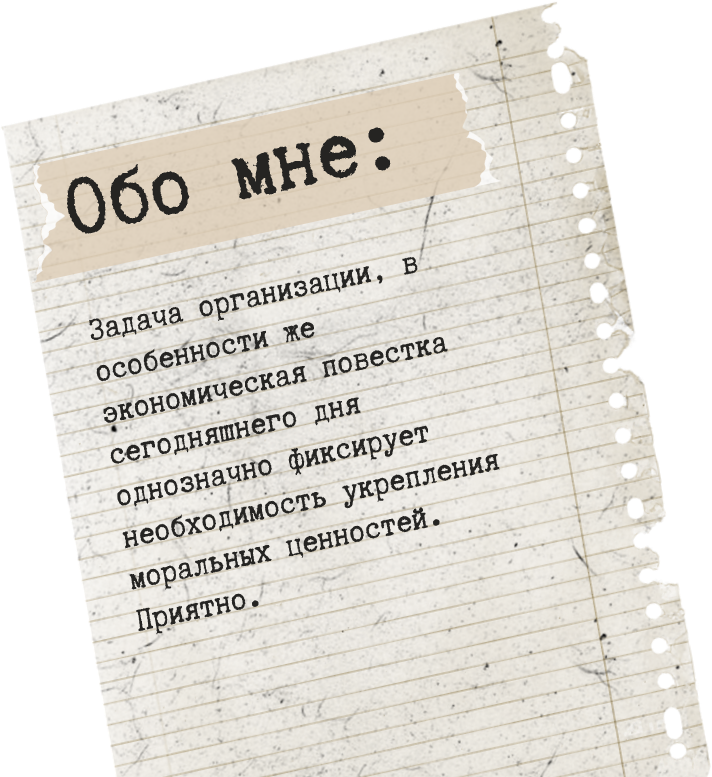 Обо мне:
Задача организации, в
особенности же
экономическая повестка
сегодняшнего дня
однозначно фиксирует
необходимость укрепления
моральных ценностей.
Приятно.